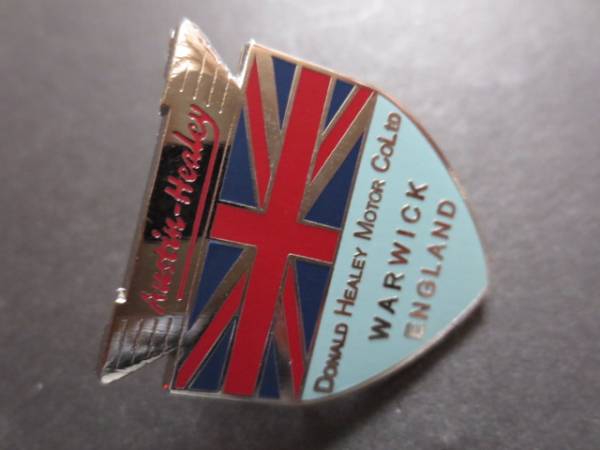 Austin-Healey
DONALD HEALEY MOTOR CO LTD
WARWICK
ENGLAND